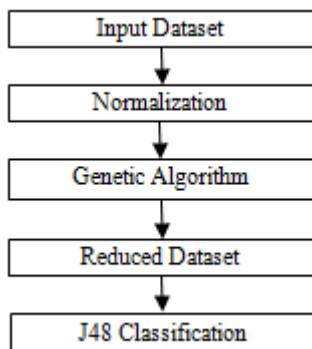 Input Dataset
Normalization
Genetic Algorithm
Reduced Dataset
J48 Classification